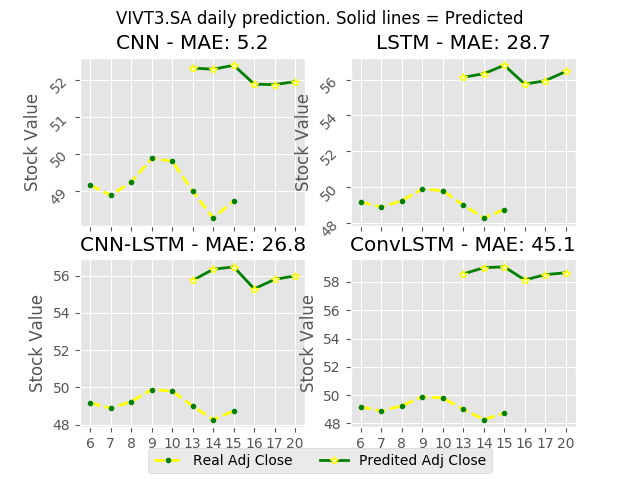 VIVT3.SA daily prediction. Solid lines = Predicted
CNN - MAE: 5.2
LSTM - MAE: 28.7
Stock Value
52
51
50
49
Stock Value
56
54
52
50
48
CNN-LSTM - MAE: 26.8
ConvLSTM - MAE: 45.1
Stock Value
56
54
52
50
48
6 7 8 9 10 13 14 15 16 17 20
Stock Value
58
56
54
52
50
48
6 7 8 9 10 13 14 15 16 17 20
Real Adj Close
Predited Adj Close